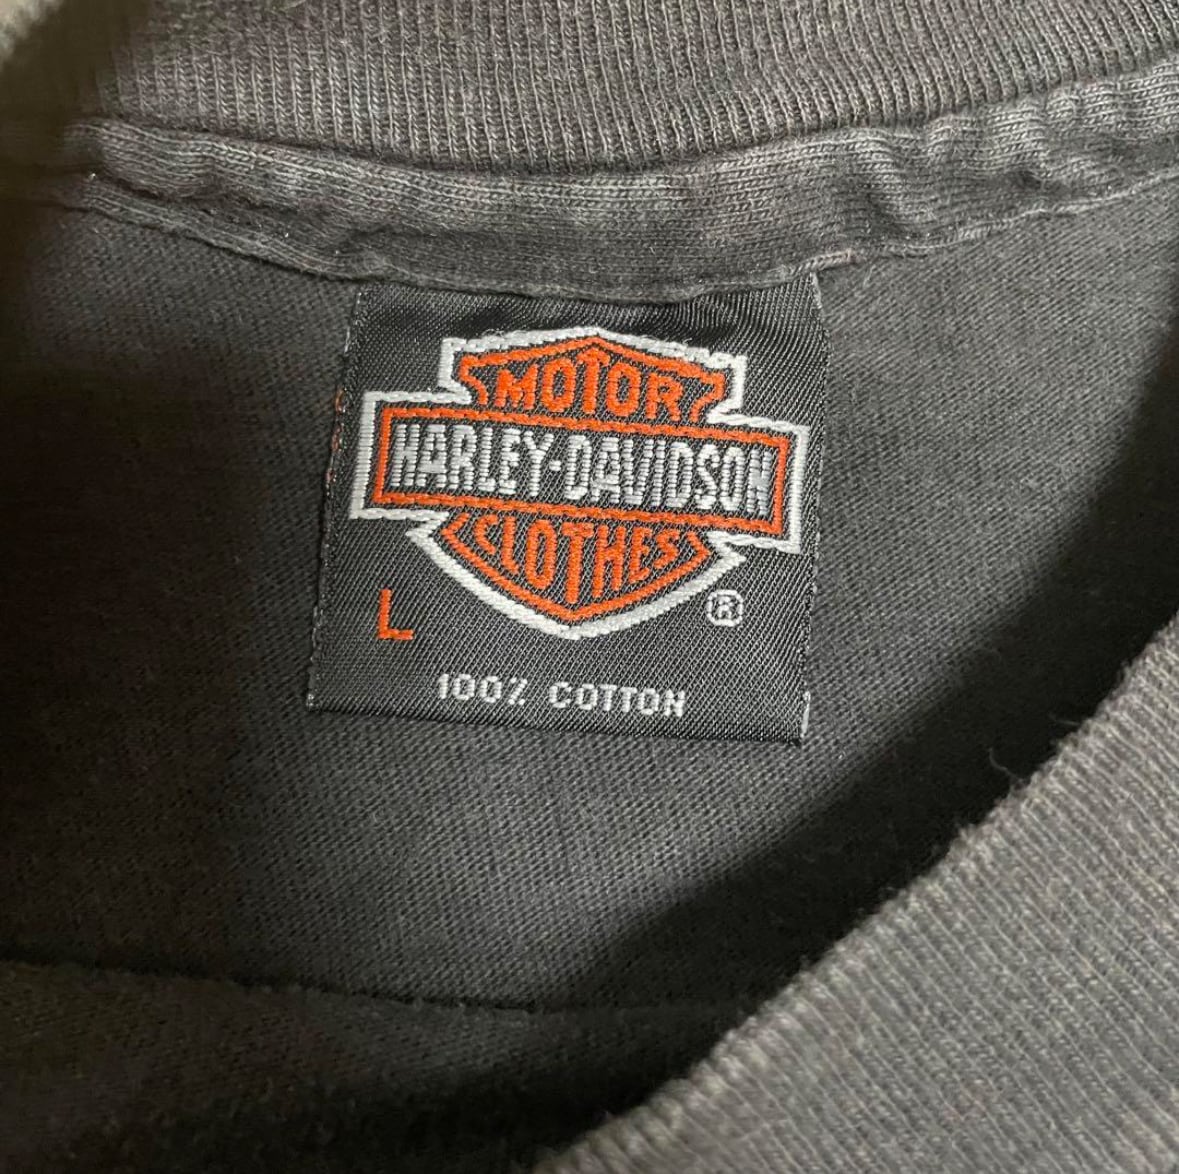 MOTOR
HARLEY-DAVIDSON
CLOTHES
®
L
100% COTTON